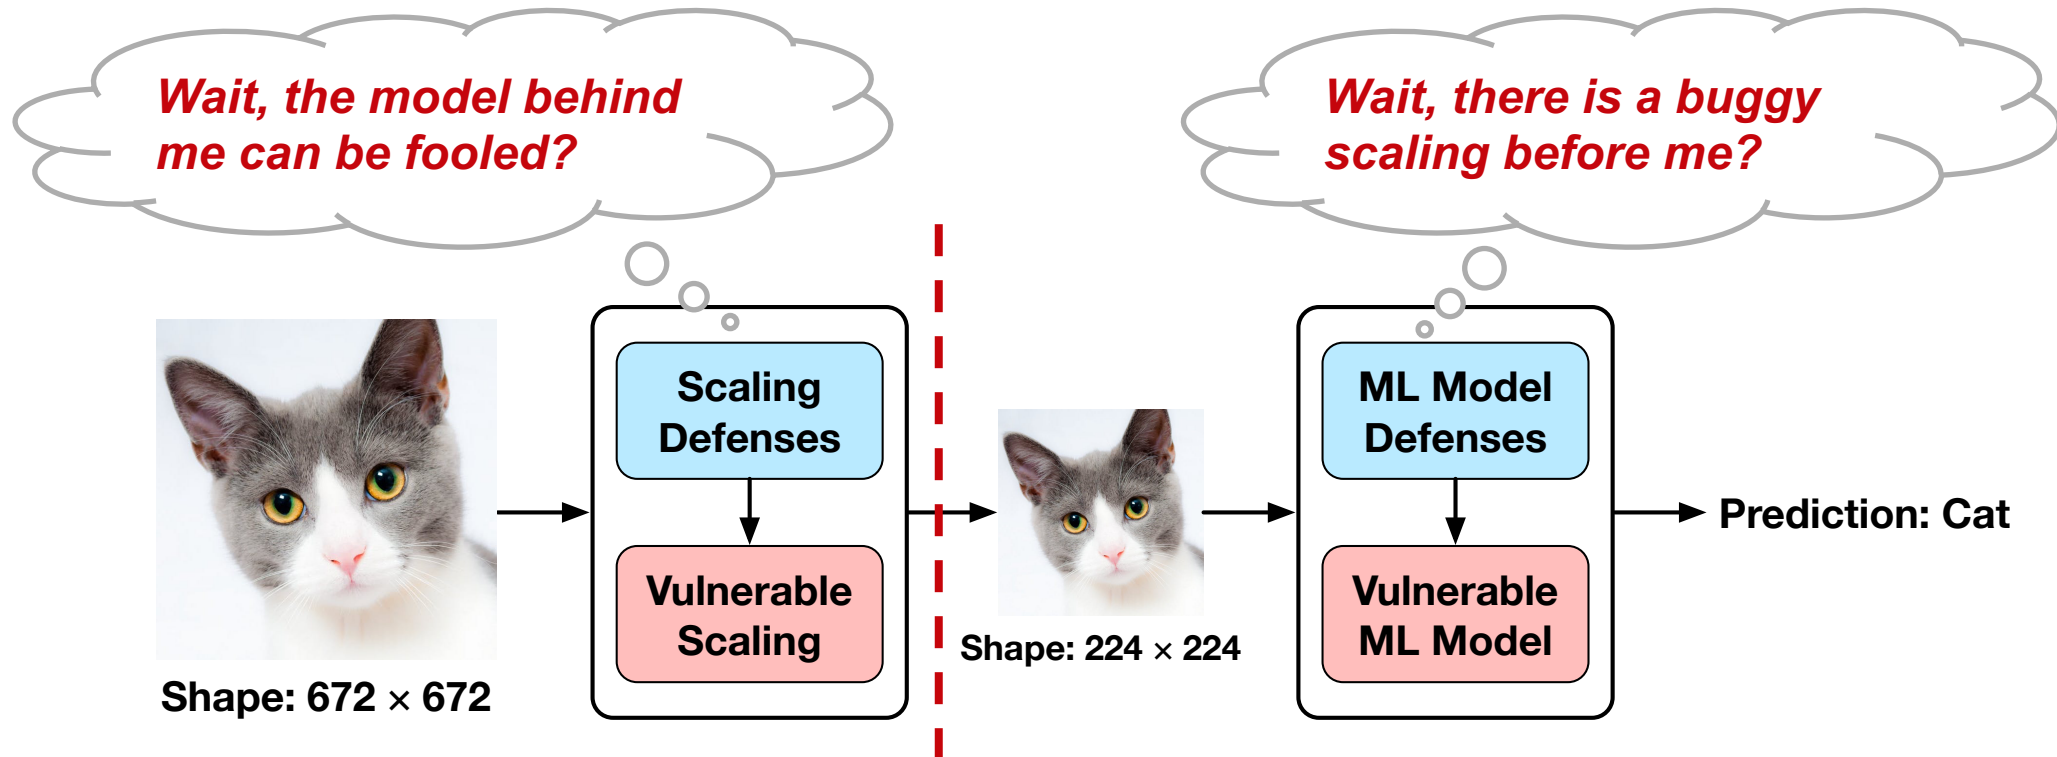 Wait, the model behind
me can be fooled?
Wait, there is a buggy
scaling before me?
Scaling
Defenses
Vulnerable
Scaling
Shape: 672 × 672
Shape: 224 × 224
ML Model
Defenses
Vulnerable
ML Model
Prediction: Cat